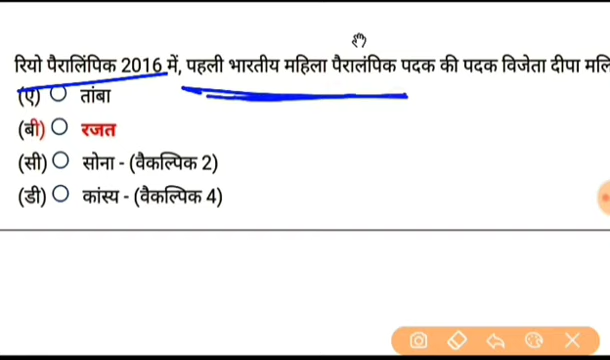 रियो पैरालिंपिक 2016 में, पहली भारतीय महिला पैरालंपिक पदक की पदक विजेता दीपा
(ए) तांबा
(बी) रजत
(सी) सोना - (वैकल्पिक 2)
(डी) कांस्य - (वैकल्पिक 4)